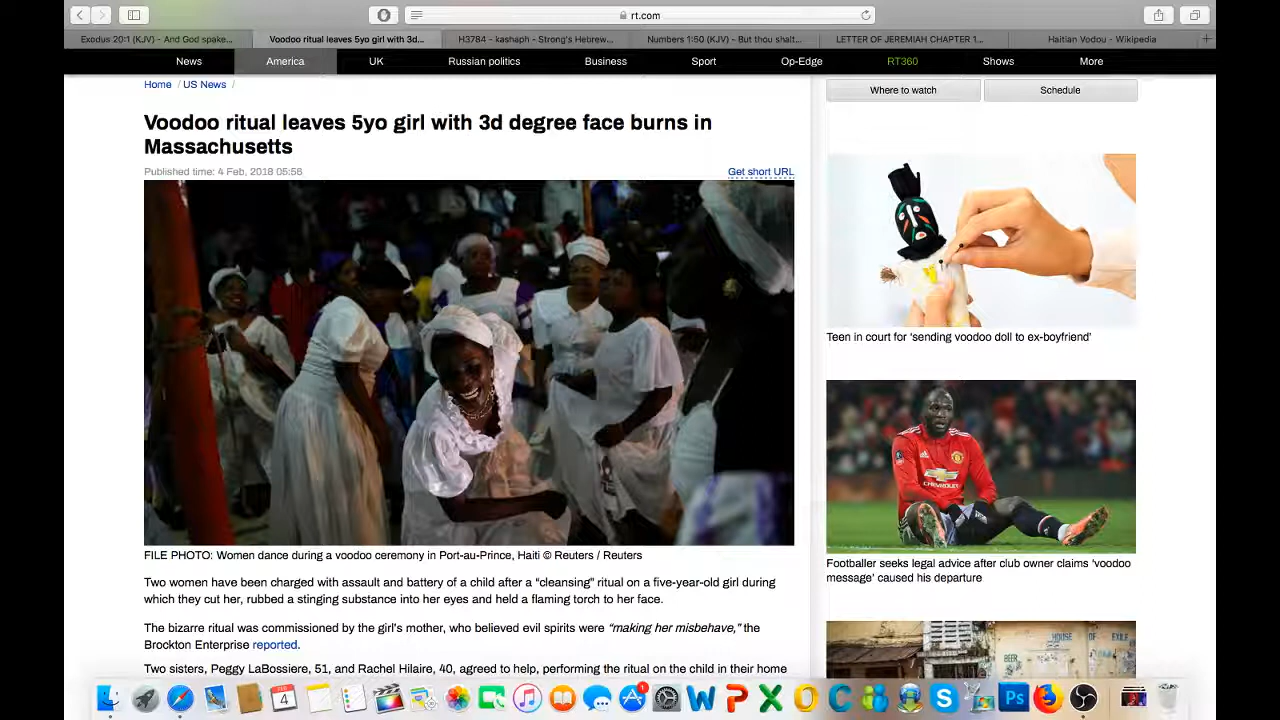 rt.com
Exodus 20:1 (KJV) - And God spake...
Voodoo ritual leaves 5yo girl with 3d...
H3784 - kashaph - Strong's Hebrew...
Numbers 1:50 (KJV) - But thou shalt...
LETTER OF JEREMIAH CHAPTER 1...
Haitian Vodou - Wikipedia
News
America
UK
Russian politics
Business
Sport
Op-Edge
RT360
Shows
More
Home / US News /
Where to watch
Schedule
Voodoo ritual leaves 5yo girl with 3d degree face burns in
Massachusetts
Published time: 4 Feb, 2018 05:58
Get short URL
FILE PHOTO: Women dance during a voodoo ceremony in Port-au-Prince, Haiti © Reuters / Reuters
Two women have been charged with assault and battery of a child after a “cleansing” ritual on a five-year-old girl during
which they cut her, rubbed a stinging substance into her eyes and held a flaming torch to her face.
The bizarre ritual was commissioned by the girl's mother, who believed evil spirits were “making her misbehave,” the
Brockton Enterprise reported.
Two sisters, Peggy LaBossiere, 51, and Rachel Hilaire, 40, agreed to help, performing the ritual on the child in their home
Teen in court for ‘sending voodoo doll to ex-boyfriend’
CHEVROLET
Footballer seeks legal advice after club owner claims ‘voodoo
message’ caused his departure
HOUSE OF EXILE
BEER
FEB
4
1
W
P
X
O
C
S
Ps